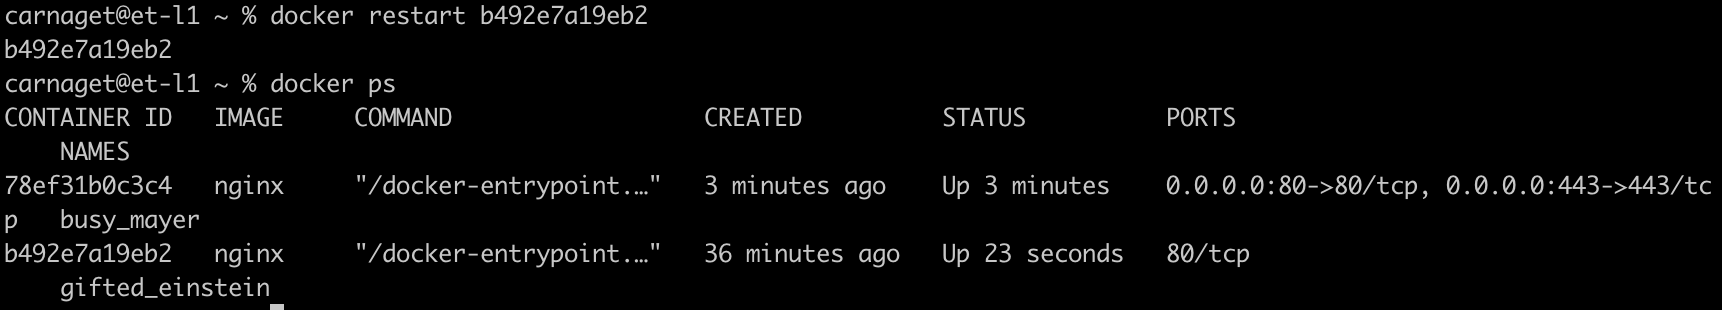 carnaget@et-l1 ~ % docker restart b492e7a19eb2
b492e7a19eb2
carnaget@et-l1 ~ % docker ps
CONTAINER ID   IMAGE     COMMAND                  CREATED          STATUS          PORTS
    NAMES
78ef31b0c3c4   nginx     "/docker-entrypoint.…"   3 minutes ago    Up 3 minutes    0.0.0.0:80->80/tcp, 0.0.0.0:443->443/tc
p   busy_mayer
b492e7a19eb2   nginx     "/docker-entrypoint.…"   36 minutes ago   Up 23 seconds   80/tcp
    gifted_einstein